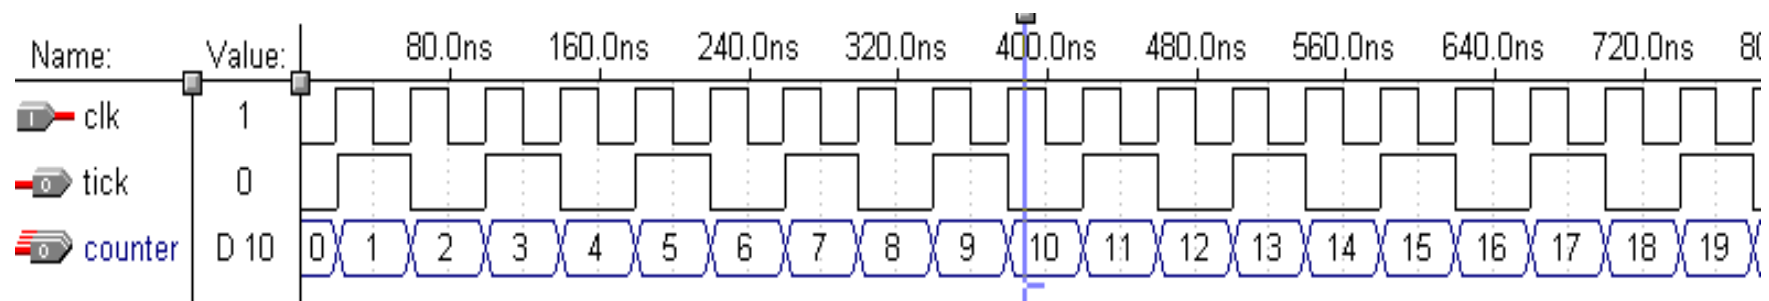 Name: Value: 80.0ns 160.0ns 240.0ns 320.0ns 400.0ns 480.0ns 560.0ns 640.0ns 720.0ns 80
I clk 1
O tick 0
O counter D 10 0 1 2 3 4 5 6 7 8 9 10 11 12 13 14 15 16 17 18 19